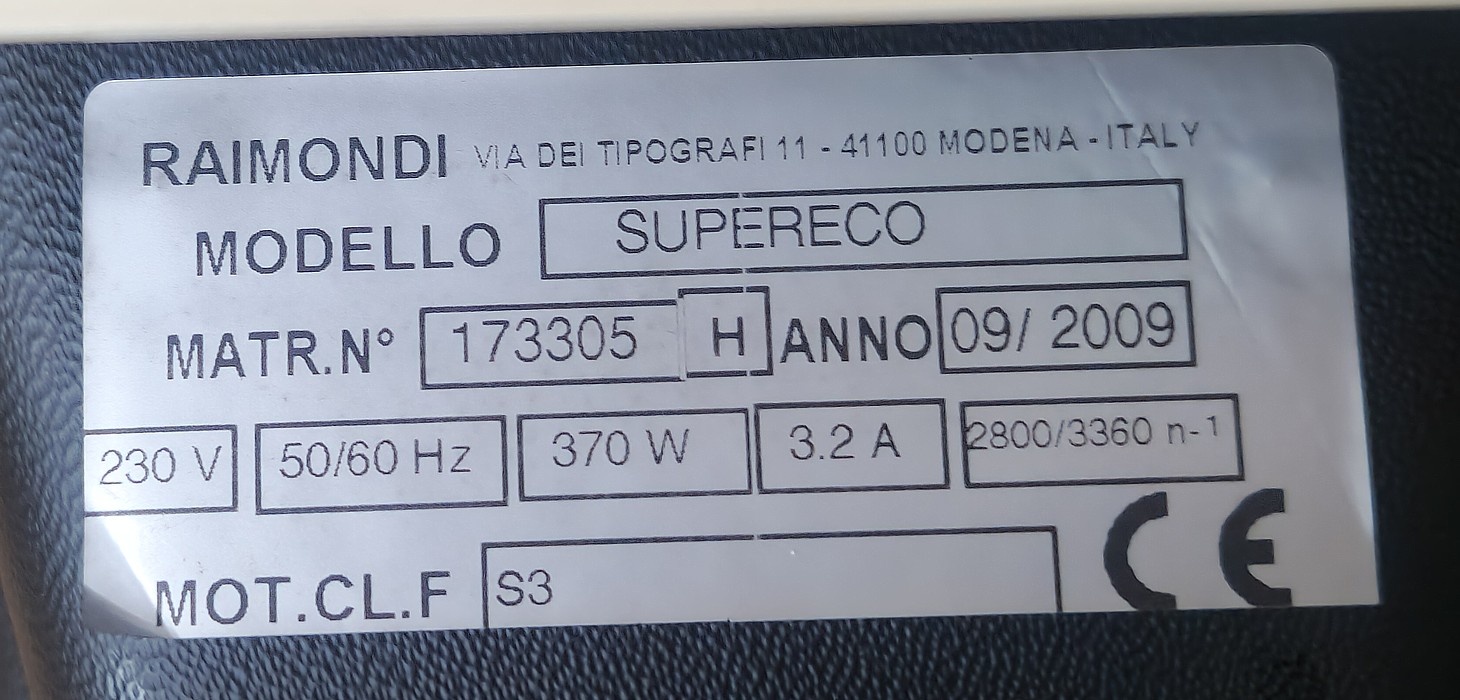 RAIMONDI VIA DEI TIPOGRAFI 11 - 41100 MODENA - ITALY
MODELLO SUPERECO
MATR.N° 173305 H ANNO 09/ 2009
230 V 50/60 Hz 370 W 3.2 A 2800/3360 n-¹
MOT.CL.F S3 CE